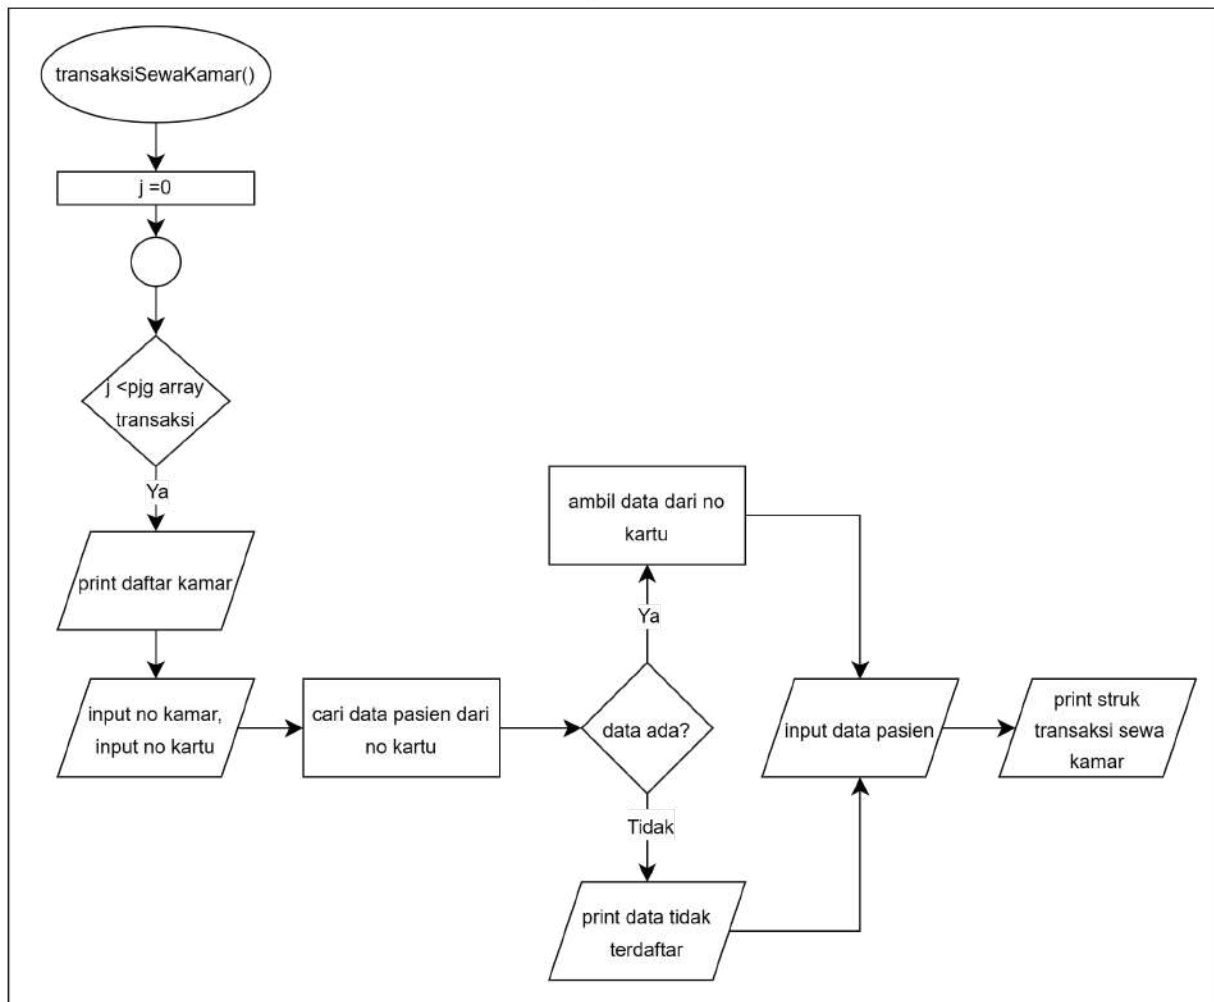 transaksiSewaKamar()
j =0
j <pjg array
transaksi
Ya
print daftar kamar
input no kamar,
input no kartu
cari data pasien dari
no kartu
data ada?
Ya
ambil data dari no
kartu
Tidak
print data tidak
terdaftar
input data pasien
print struk
transaksi sewa
kamar